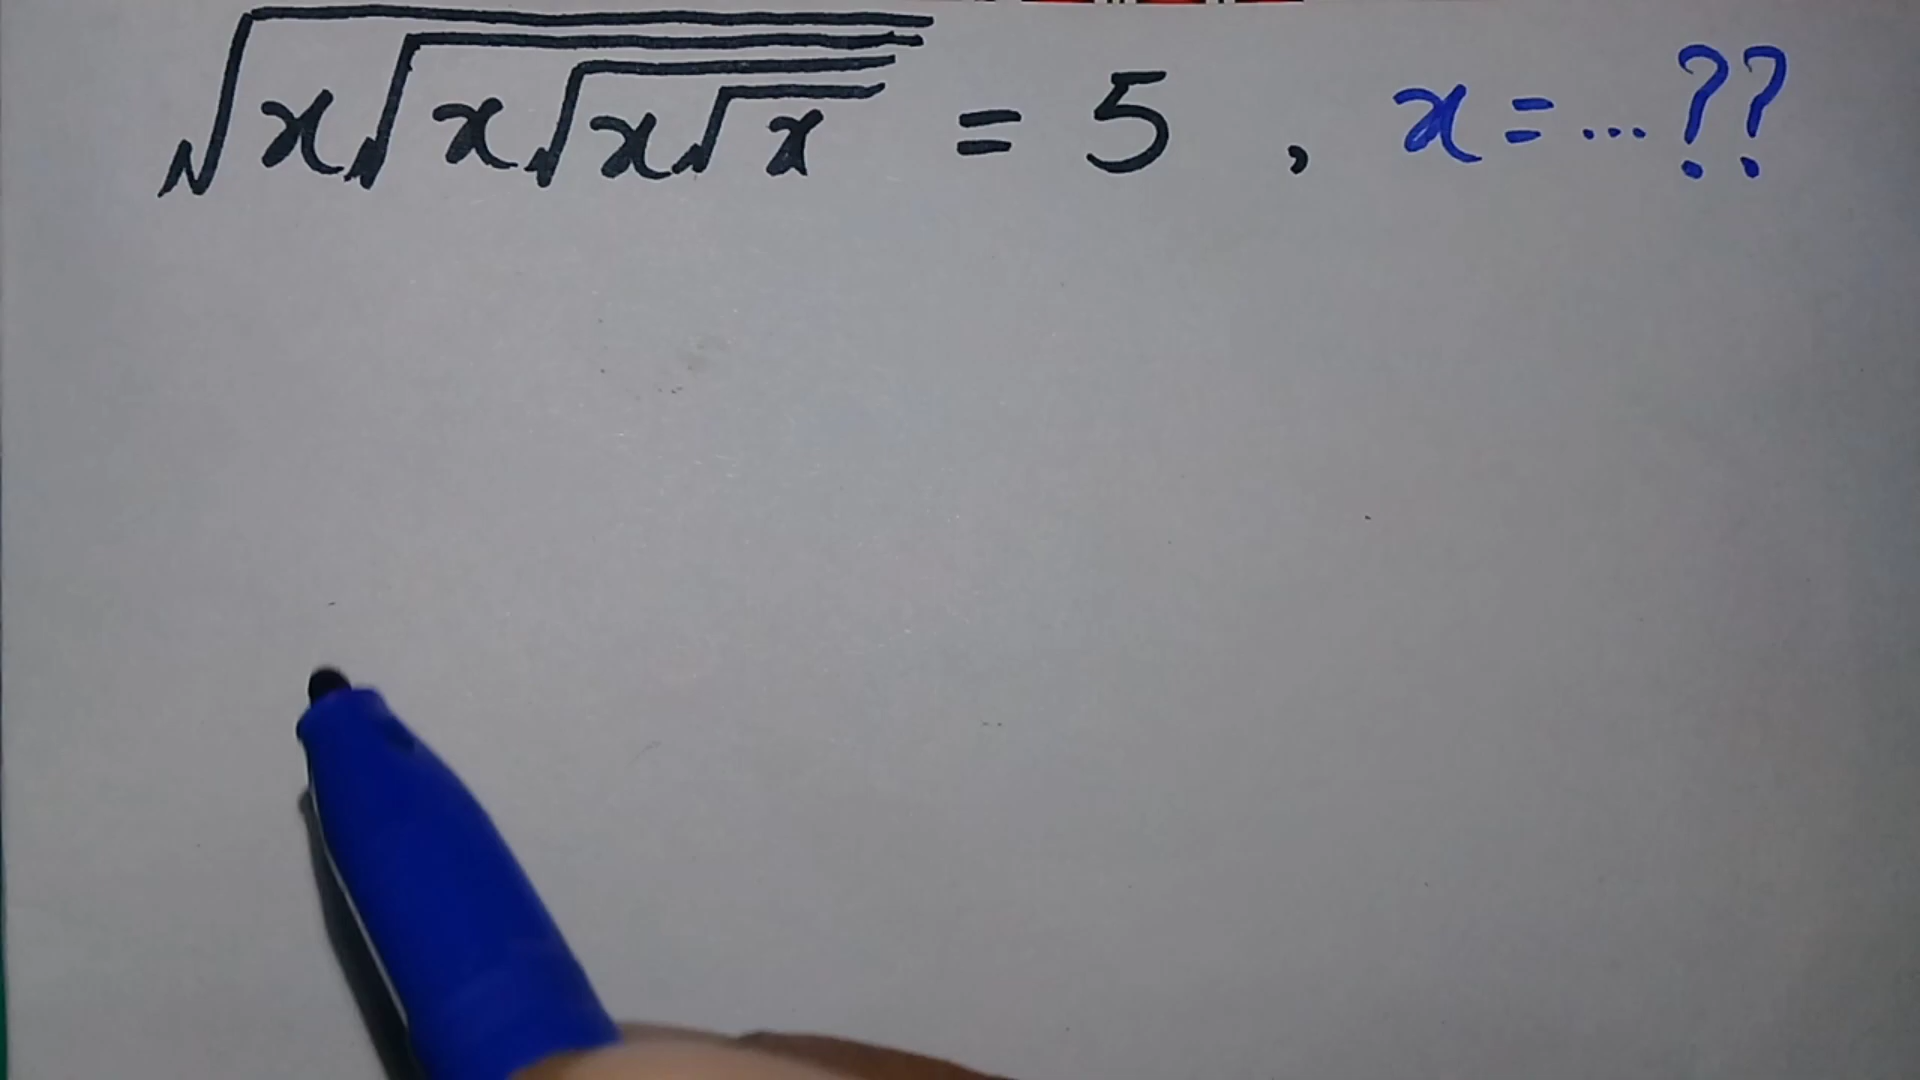 √(x√(x√(x√x))) = 5 , x = ...??